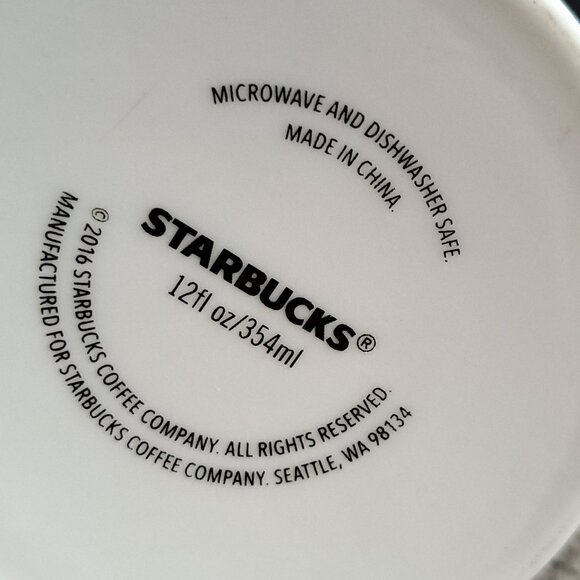 MICROWAVE AND DISHWASHER SAFE.
MADE IN CHINA.
STARBUCKS®
12fl oz/354ml
© 2016 STARBUCKS COFFEE COMPANY. ALL RIGHTS RESERVED.
MANUFACTURED FOR STARBUCKS COFFEE COMPANY. SEATTLE, WA 98134